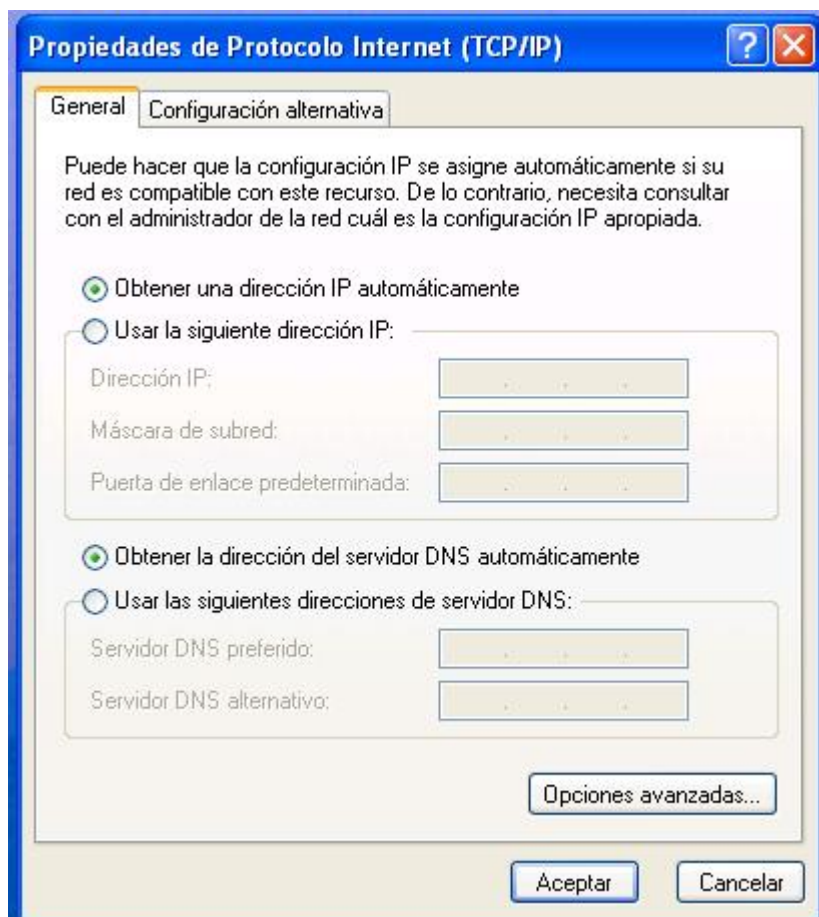 Propiedades de Protocolo Internet (TCP/IP)
General
Configuración alternativa
Puede hacer que la configuración IP se asigne automáticamente si su
red es compatible con este recurso. De lo contrario, necesita consultar
con el administrador de la red cuál es la configuración IP apropiada.
Obtener una dirección IP automáticamente
Usar la siguiente dirección IP:
Dirección IP:
Máscara de subred:
Puerta de enlace predeterminada:
Obtener la dirección del servidor DNS automáticamente
Usar las siguientes direcciones de servidor DNS:
Servidor DNS preferido:
Servidor DNS alternativo:
Opciones avanzadas...
Aceptar
Cancelar